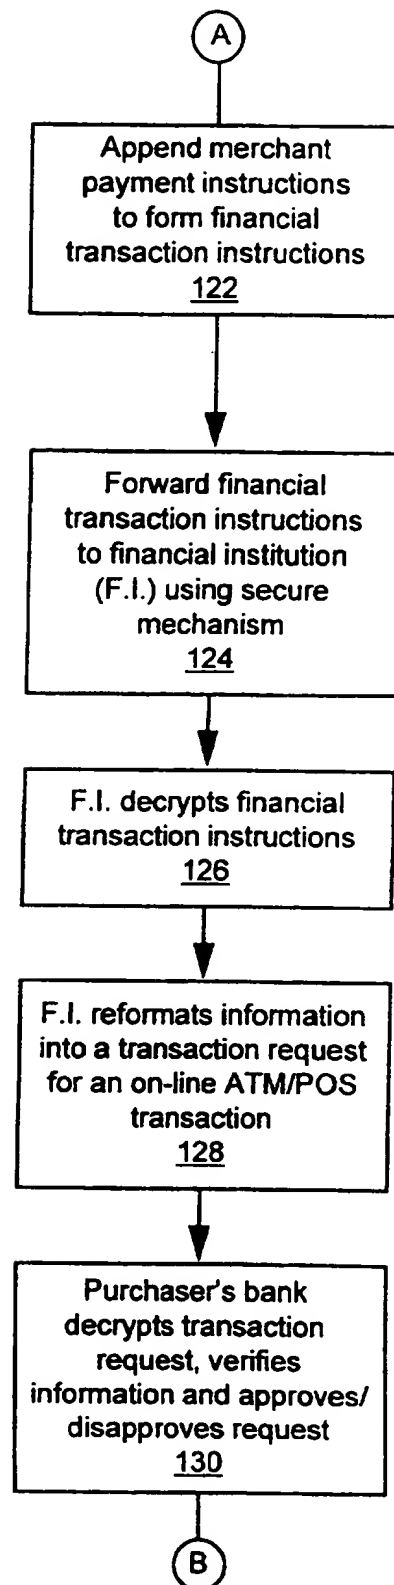 A
Append merchant
payment instructions
to form financial
transaction instructions
122
Forward financial
transaction instructions
to financial institution
(F.I.) using secure
mechanism
124
F.I. decrypts financial
transaction instructions
126
F.I. reformats information
into a transaction request
for an on-line ATM/POS
transaction
128
Purchaser's bank
decrypts transaction
request, verifies
information and approves/
disapproves request
130
B